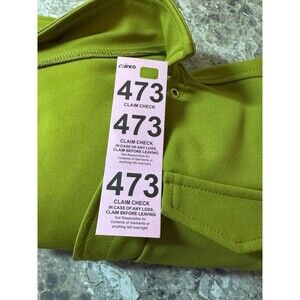 473
CLAIM CHECK
473
CLAIM CHECK
IN CASE OF ANY LOSS,
CLAIM BEFORE LEAVING
Not Responsible for
Contents of Garments or
anything left overnight
473
CLAIM CHECK
IN CASE OF ANY LOSS,
CLAIM BEFORE LEAVING
Not Responsible for
Contents of Garments or
anything left overnight